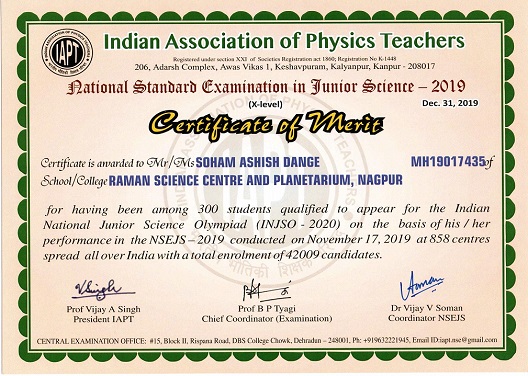 IAPT
Indian Association of Physics Teachers
Registered under section XXI of Societies Registration act 1860; Registration No K-1448
206, Adarsh Complex, Awas Vikas 1, Keshavpuram, Kalyanpur, Kanpur - 208017
National Standard Examination in Junior Science – 2019
(X-level)
Dec. 31, 2019
Certificate of Merit
Certificate is awarded to Mr/Ms SOHAM ASHISH DANGE MH19017435 of
School/College RAMAN SCIENCE CENTRE AND PLANETARIUM, NAGPUR
for having been among 300 students qualified to appear for the Indian
National Junior Science Olympiad (INJSO - 2020) on the basis of his / her
performance in the NSEJS – 2019 conducted on November 17, 2019 at 858 centres
spread all over India with a total enrolment of 42009 candidates.
Prof Vijay A Singh
President IAPT
Prof B P Tyagi
Chief Coordinator (Examination)
Dr Vijay V Soman
Coordinator NSEJS
CENTRAL EXAMINATION OFFICE: #15, Block II, Rispana Road, DBS College Chowk, Dehradun – 248001, Ph: +919632221945, Email ID:iapt.nse@gmail.com